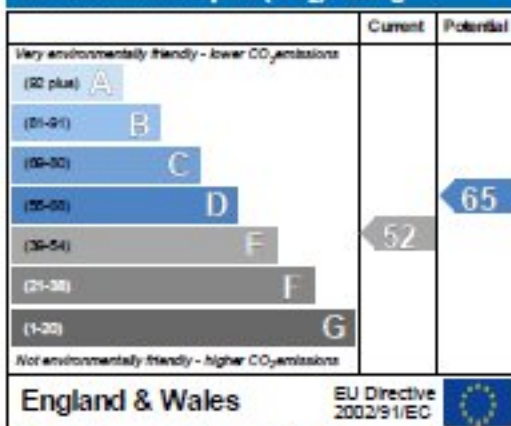 Current Potential
Very environmentally friendly - lower CO2 emissions
(92 plus) A
(81-91) B
(69-80) C
(55-68) D
65
(39-54) E
52
(21-38) F
(1-20) G
Not environmentally friendly - higher CO2 emissions
England & Wales
EU Directive
2002/91/EC